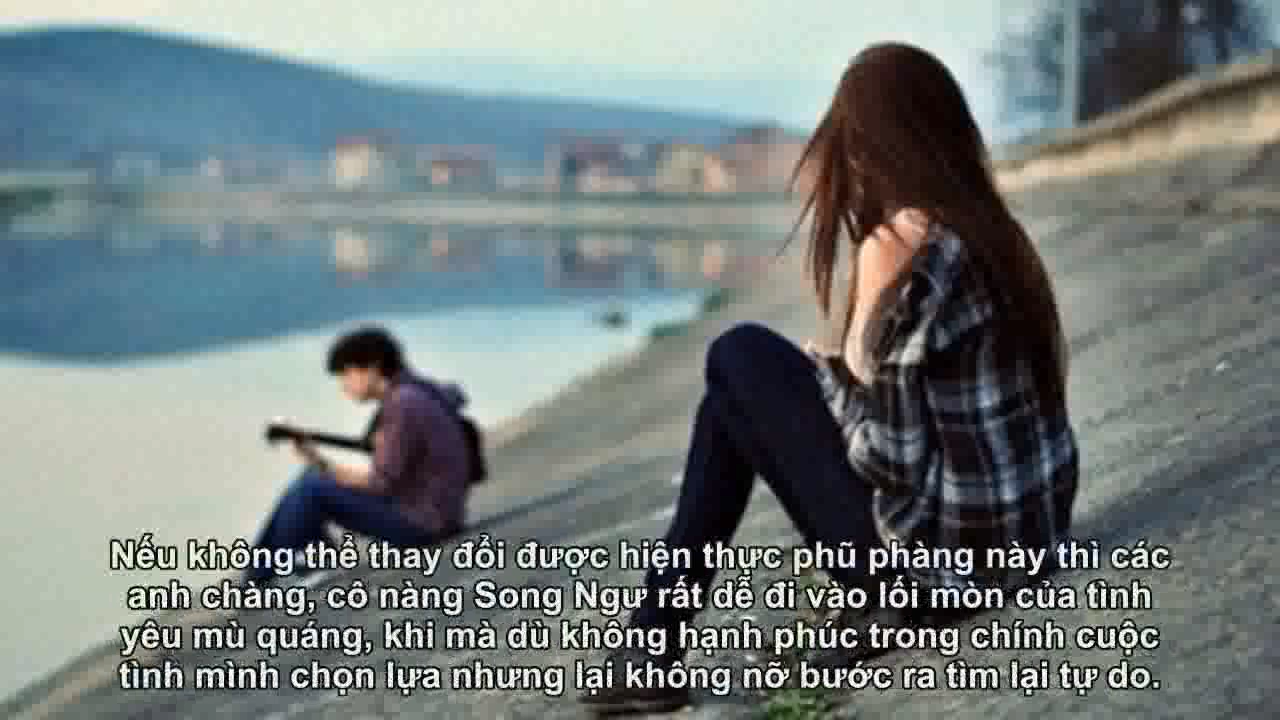 Nếu không thể thay đổi được hiện thực phũ phàng này thì các
anh chàng, cô nàng Song Ngư rất dễ đi vào lối mòn của tình
yêu mù quáng, khi mà dù không hạnh phúc trong chính cuộc
tình mình chọn lựa nhưng lại không nỡ bước ra tìm lại tự do.